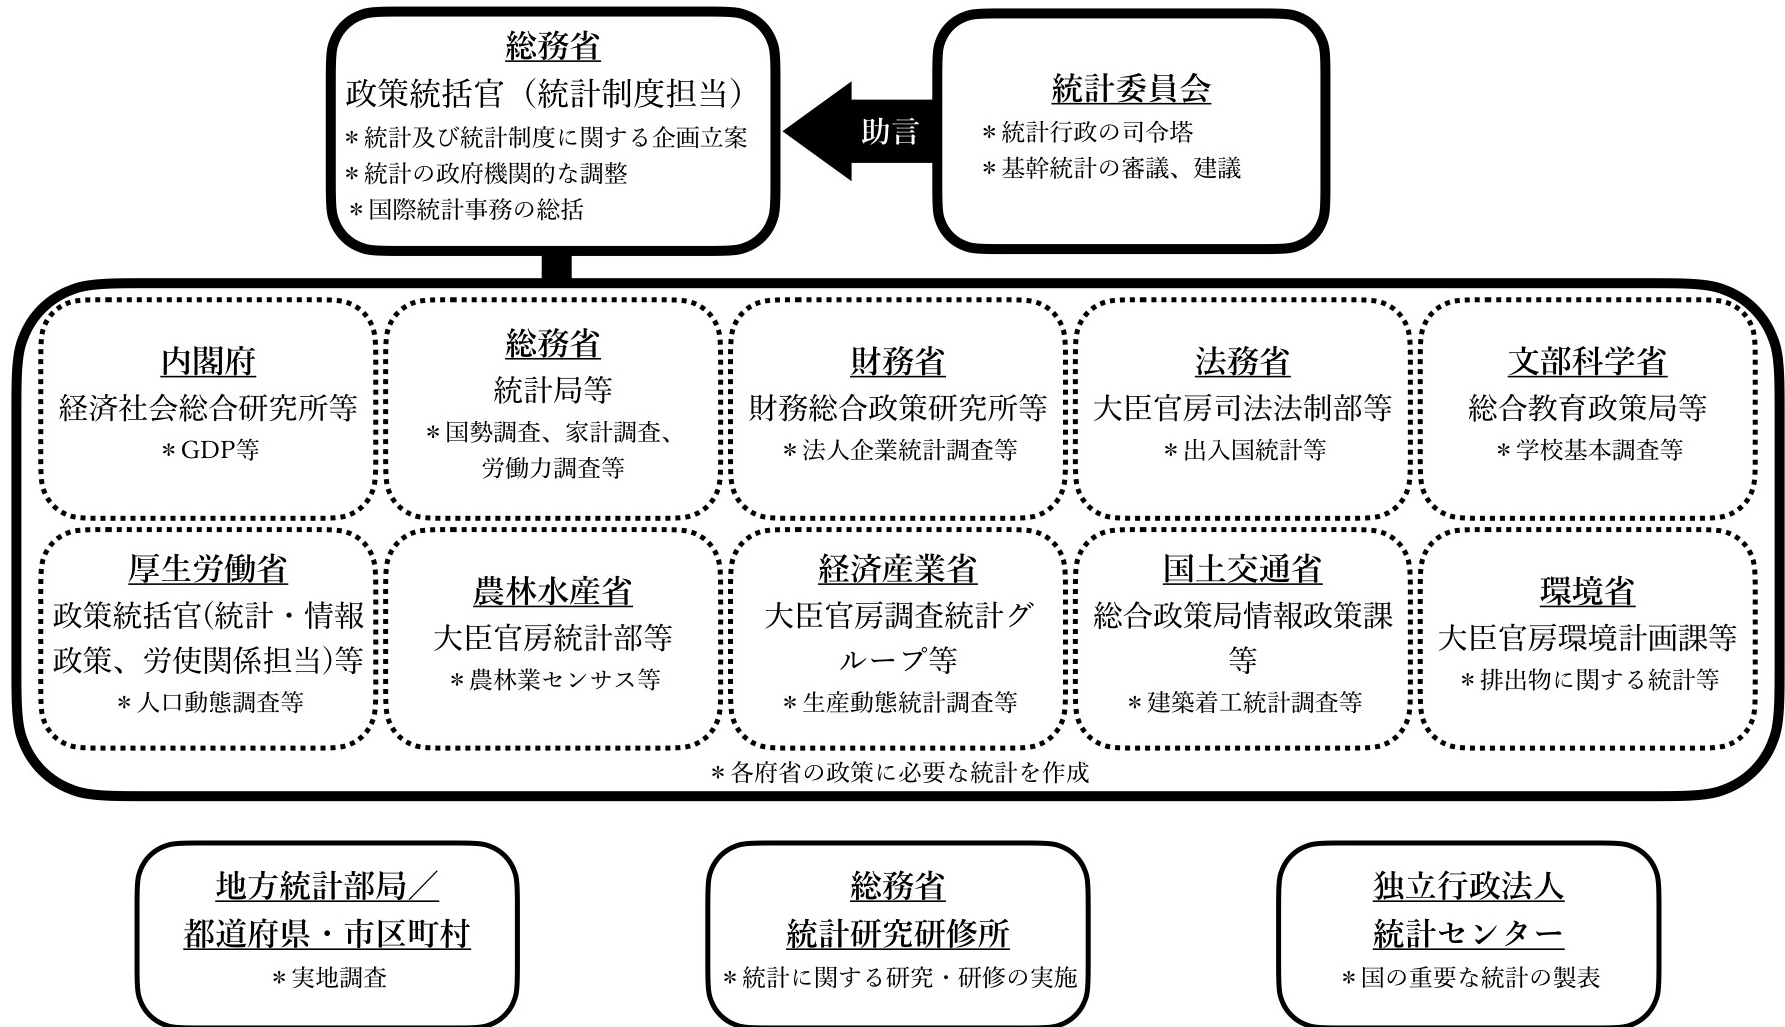 総務省
政策統括官（統計制度担当）
＊統計及び統計制度に関する企画立案
＊統計の政府機関的な調整
＊国際統計事務の総括
助言
統計委員会
＊統計行政の司令塔
＊基幹統計の審議、建議
内閣府
経済社会総合研究所等
＊GDP等
総務省
統計局等
＊国勢調査、家計調査、
労働力調査等
財務省
財務総合政策研究所等
＊法人企業統計調査等
法務省
大臣官房司法法制部等
＊出入国統計等
文部科学省
総合教育政策局等
＊学校基本調査等
厚生労働省
政策統括官(統計・情報
政策、労使関係担当)等
＊人口動態調査等
農林水産省
大臣官房統計部等
＊農林業センサス等
経済産業省
大臣官房調査統計グ
ループ等
＊生産動態統計調査等
国土交通省
総合政策局情報政策課
等
＊建築着工統計調査等
環境省
大臣官房環境計画課等
＊排出物に関する統計等
＊各府省の政策に必要な統計を作成
地方統計部局／
都道府県・市区町村
＊実地調査
総務省
統計研究研修所
＊統計に関する研究・研修の実施
独立行政法人
統計センター
＊国の重要な統計の製表